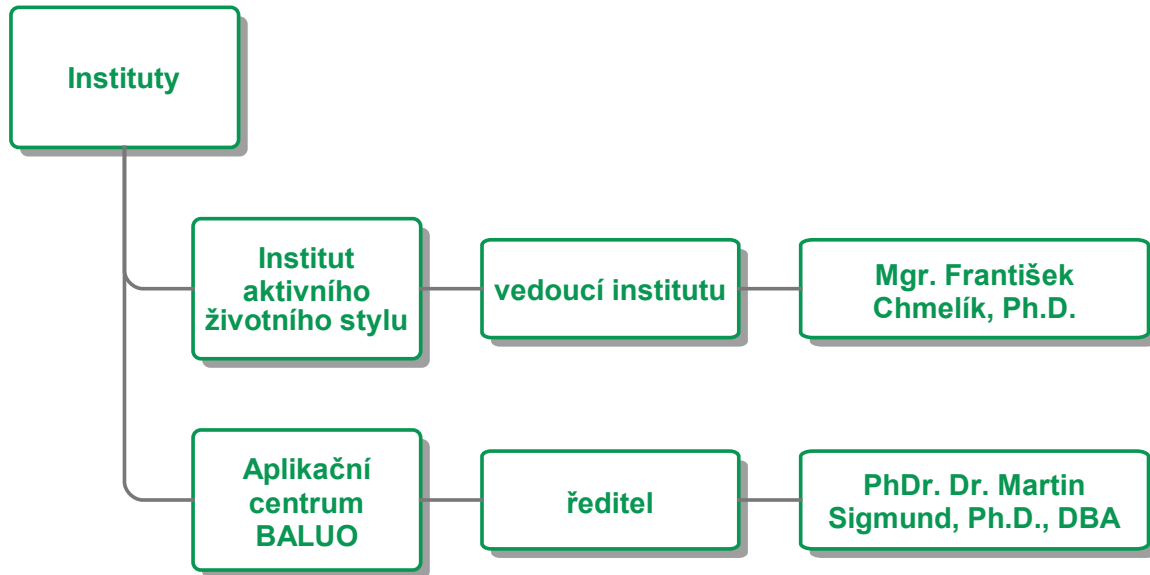 Instituty
Institut
aktivního
životního stylu
vedoucí institutu
Mgr. František
Chmelík, Ph.D.
Aplikační
centrum
BALUO
ředitel
PhDr. Dr. Martin
Sigmund, Ph.D., DBA